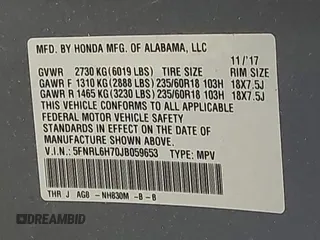 MFD. BY HONDA MFG. OF ALABAMA, LLC
11/'17
GVWR 2730 KG(6019 LBS) TIRE SIZE RIM SIZE
GAWR F 1310 KG(2888 LBS)235/60R18 103H 18X7.5J
GAWR R 1465 KG(3230 LBS)235/60R18 103H 18X7.5J
THIS VEHICLE CONFORMS TO ALL APPLICABLE
FEDERAL MOTOR VEHICLE SAFETY
STANDARDS IN EFFECT ON THE DATE OF
MANUFACTURE SHOWN ABOVE.
V.I.N.: 5FNRL6H70JB059653 TYPE: MPV
THR J AG8 -NH830M -B -B
DREAMBID